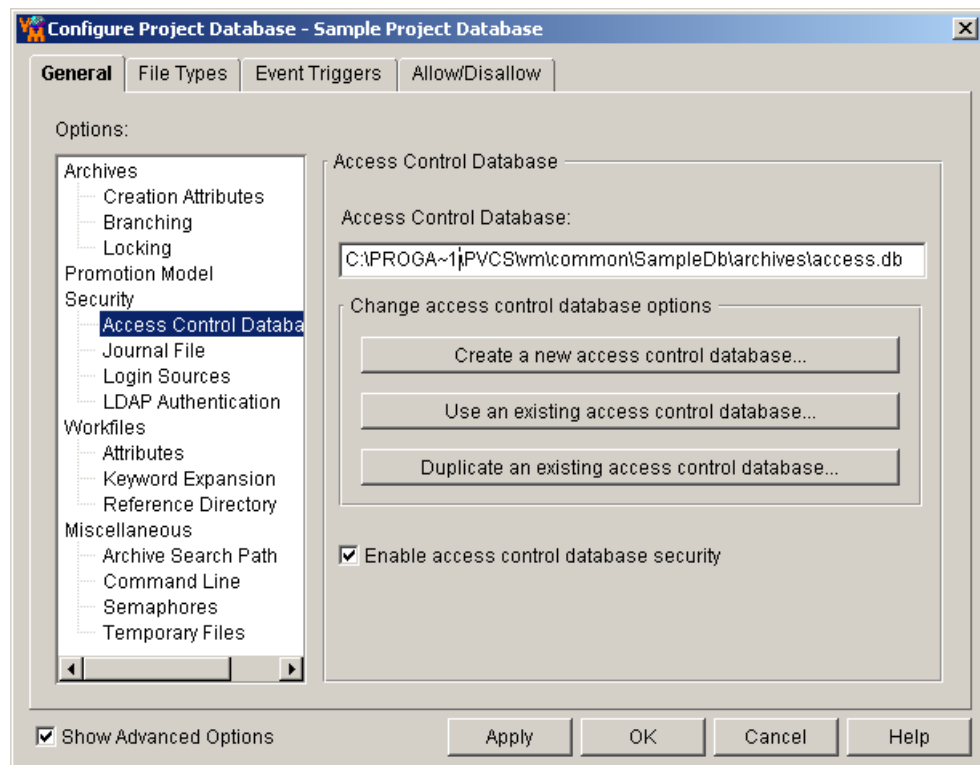 Configure Project Database - Sample Project Database
General File Types Event Triggers Allow/Disallow
Options:
Archives
Creation Attributes
Branching
Locking
Promotion Model
Security
Access Control Databa
Journal File
Login Sources
LDAP Authentication
Workfiles
Attributes
Keyword Expansion
Reference Directory
Miscellaneous
Archive Search Path
Command Line
Semaphores
Temporary Files
Access Control Database
Access Control Database:
C:\PROGA~1\PVCS\vm\common\SampleDb\archives\access.db
Change access control database options
Create a new access control database...
Use an existing access control database...
Duplicate an existing access control database...
Enable access control database security
Show Advanced Options
Apply OK Cancel Help